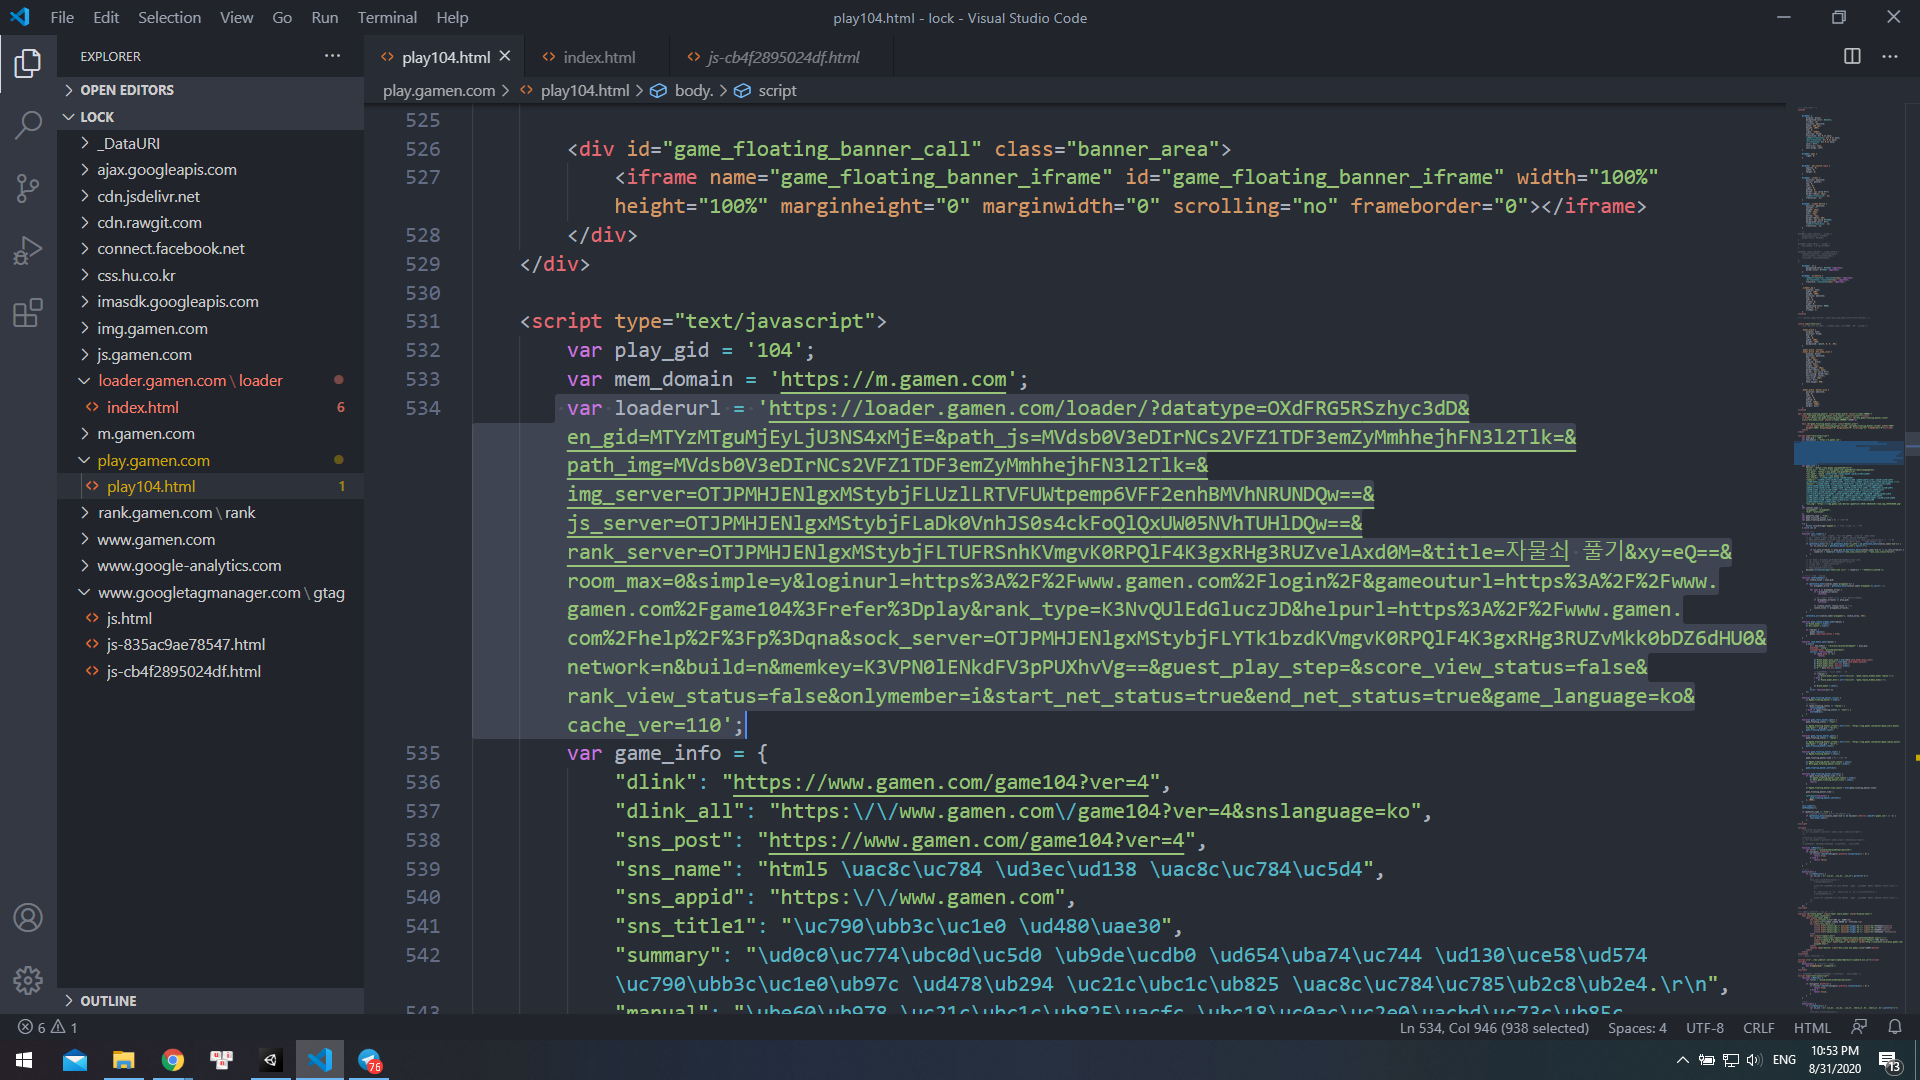 File Edit Selection View Go Run Terminal Help
play104.html - lock - Visual Studio Code
EXPLORER
play104.html
index.html
js-cb4f2895024df.html
OPEN EDITORS
play.gamen.com > play104.html > body. > script
LOCK
_DataURI
ajax.googleapis.com
cdn.jsdelivr.net
cdn.rawgit.com
connect.facebook.net
css.hu.co.kr
imasdk.googleapis.com
img.gamen.com
js.gamen.com
loader.gamen.com \ loader
index.html 6
m.gamen.com
play.gamen.com
play104.html 1
rank.gamen.com \ rank
www.gamen.com
www.google-analytics.com
www.googletagmanager.com \ gtag
js.html
js-835ac9ae78547.html
js-cb4f2895024df.html
OUTLINE
525
526 <div id="game_floating_banner_call" class="banner_area">
527 <iframe name="game_floating_banner_iframe" id="game_floating_banner_iframe" width="100%"
height="100%" marginheight="0" marginwidth="0" scrolling="no" frameborder="0"></iframe>
528 </div>
529 </div>
530
531 <script type="text/javascript">
532 var play_gid = '104';
533 var mem_domain = 'https://m.gamen.com';
534 var loaderurl = 'https://loader.gamen.com/loader/?datatype=OXdFRG5RSzhyc3dD&
en_gid=MTYzMTguMjEyLjU3NS4xMjE=&path_js=MVdsb0V3eDIrNCs2VFZ1TDF3emZyMmhhejhFN3l2Tlk=&
path_img=MVdsb0V3eDIrNCs2VFZ1TDF3emZyMmhhejhFN3l2Tlk=&
img_server=OTJPMHJENlgxMStybjFLUzlLRTVFUWtpemp6VFF2enhBMVhNRUNDQw==&
js_server=OTJPMHJENlgxMStybjFLaDk0VnhJS0s4ckFoQlQxUW05NVhTUHlDQw==&
rank_server=OTJPMHJENlgxMStybjFLTUFRSnhKVmgvK0RPQlF4K3gxRHg3RUZvelAxd0M=&title=자물쇠 풀기&xy=eQ==&
room_max=0&simple=y&loginurl=https%3A%2F%2Fwww.gamen.com%2Flogin%2F&gameouturl=https%3A%2F%2Fwww.
gamen.com%2Fgame104%3Frefer%3Dplay&rank_type=K3NvQUlEdGluczJD&helpurl=https%3A%2F%2Fwww.gamen.
com%2Fhelp%2F%3Fp%3Dqna&sock_server=OTJPMHJENlgxMStybjFLYTk1bzdKVmgvK0RPQlF4K3gxRHg3RUZvMkk0bDZ6dHU0&
network=n&build=n&memkey=K3VPN0lENkdFV3pPUXhvVg==&guest_play_step=&score_view_status=false&
rank_view_status=false&onlymember=i&start_net_status=true&end_net_status=true&game_language=ko&
cache_ver=110';
535 var game_info = {
536 "dlink": "https://www.gamen.com/game104?ver=4",
537 "dlink_all": "https:\/\/www.gamen.com\/game104?ver=4&snslanguage=ko",
538 "sns_post": "https://www.gamen.com/game104?ver=4",
539 "sns_name": "html5 \uac8c\uc784 \ud3ec\ud138 \uac8c\uc784\uc5d4",
540 "sns_appid": "https:\/\/www.gamen.com",
541 "sns_title1": "\uc790\ubb3c\uc1e0 \ud480\uae30",
542 "summary": "\ud0c0\uc774\ubc0d\uc5d0 \ub9de\ucdb0 \ud654\uba74\uc744 \ud130\uce58\ud574
\uc790\ubb3c\uc1e0\ub97c \ud478\ub294 \uc21c\ubc1c\ub825 \uac8c\uc784\uc785\ub2c8\ub2e4.\r\n",
6 1
Ln 534, Col 946 (938 selected) Spaces: 4 UTF-8 CRLF HTML
76
ENG
10:53 PM
8/31/2020
13